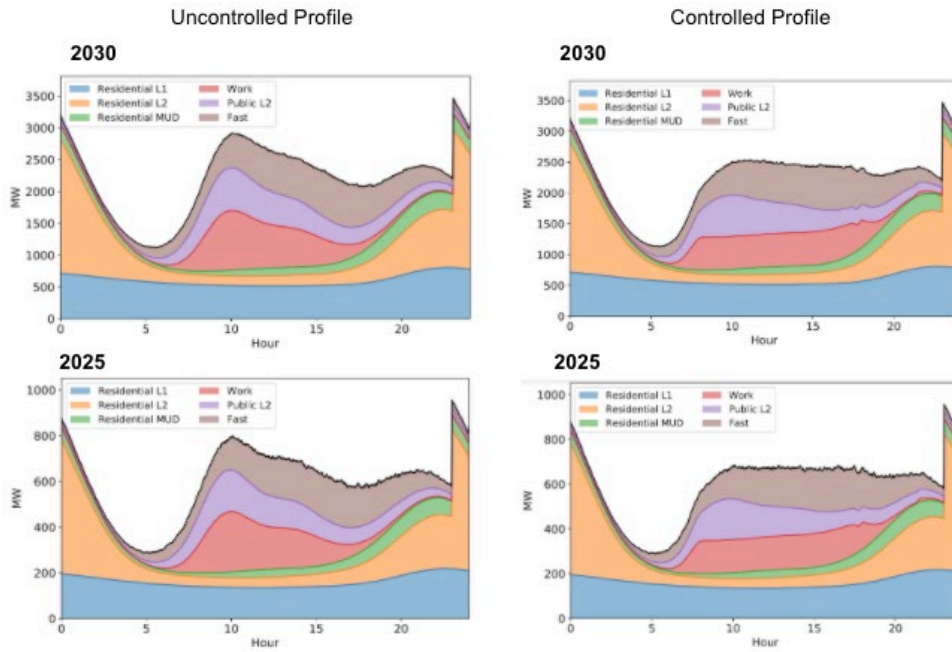 Uncontrolled Profile
Controlled Profile
2030
3500
3000
2500
2000
1500
1000
500
0
MW
Residential L1
Residential L2
Residential MUD
Work
Public L2
Fast
0 5 10 15 20
Hour
2030
3500
3000
2500
2000
1500
1000
500
0
MW
Residential L1
Residential L2
Residential MUD
Work
Public L2
Fast
0 5 10 15 20
Hour
2025
1000
800
600
400
200
0
MW
Residential L1
Residential L2
Residential MUD
Work
Public L2
Fast
0 5 10 15 20
Hour
2025
1000
800
600
400
200
0
MW
Residential L1
Residential L2
Residential MUD
Work
Public L2
Fast
0 5 10 15 20
Hour